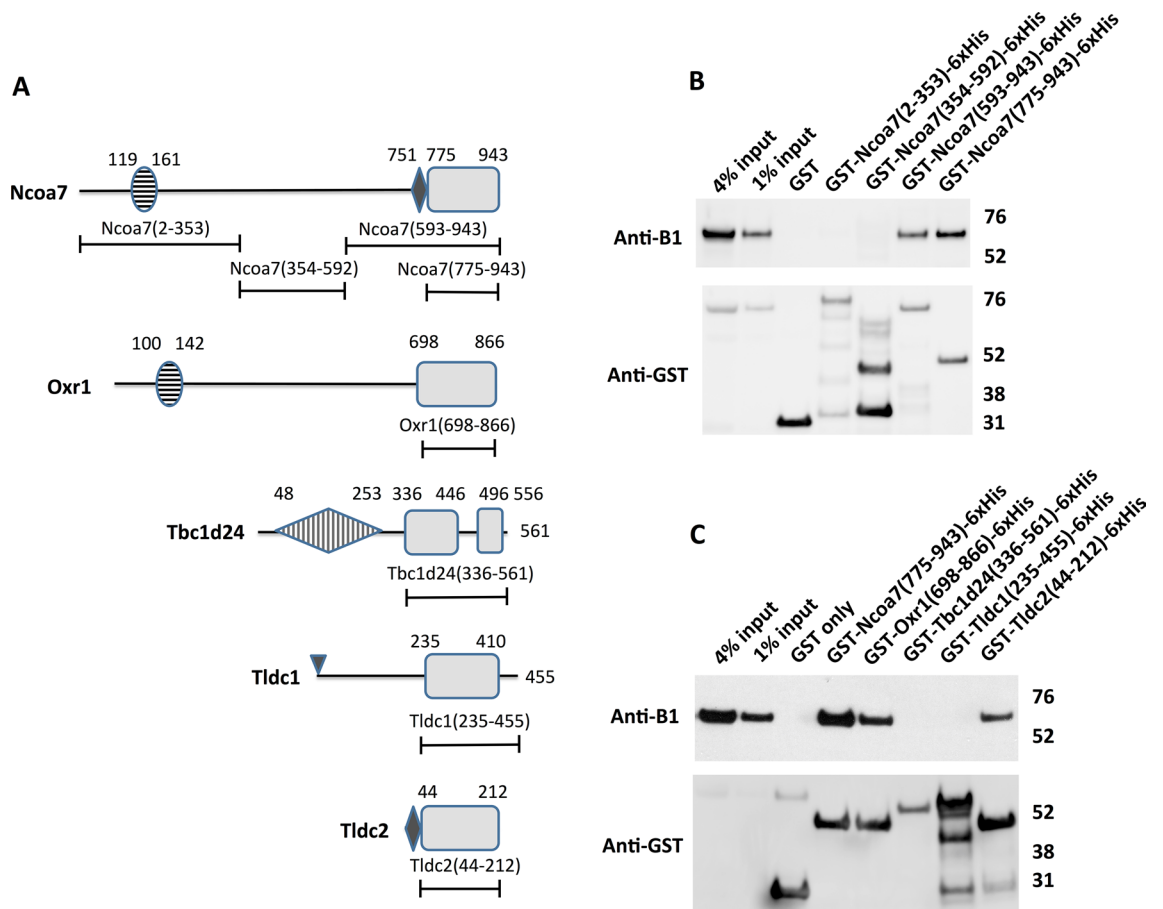 A
Ncoa7
119 161
751 775 943
Ncoa7(2-353)
Ncoa7(593-943)
Ncoa7(354-592)
Ncoa7(775-943)
Oxr1
100 142
698 866
Oxr1(698-866)
Tbc1d24
48 253 336 446 496 556
561
Tbc1d24(336-561)
Tldc1
235 410
455
Tldc1(235-455)
Tldc2
44 212
Tldc2(44-212)
B
4% input
1% input
GST
GST-Ncoa7(2-353)-6xHis
GST-Ncoa7(354-592)-6xHis
GST-Ncoa7(593-943)-6xHis
GST-Ncoa7(775-943)-6xHis
Anti-B1
76
52
Anti-GST
76
52
38
31
C
4% input
1% input
GST only
GST-Ncoa7(775-943)-6xHis
GST-Oxr1(698-866)-6xHis
GST-Tbc1d24(336-561)-6xHis
GST-Tldc1(235-455)-6xHis
GST-Tldc2(44-212)-6xHis
Anti-B1
76
52
Anti-GST
52
38
31